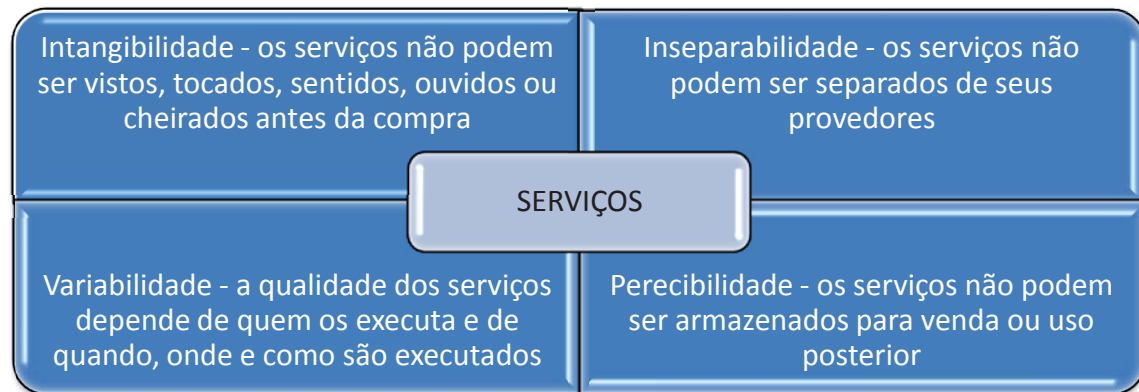 Intangibilidade - os serviços não podem
ser vistos, tocados, sentidos, ouvidos ou
cheirados antes da compra
Inseparabilidade - os serviços não
podem ser separados de seus
provedores
SERVIÇOS
Variabilidade - a qualidade dos serviços
depende de quem os executa e de
quando, onde e como são executados
Perecibilidade - os serviços não podem
ser armazenados para venda ou uso
posterior